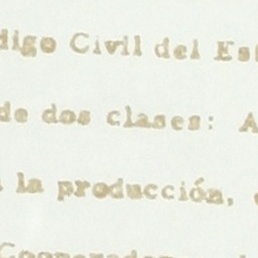 digo Civil del Es
de dos clases: A
la producción,